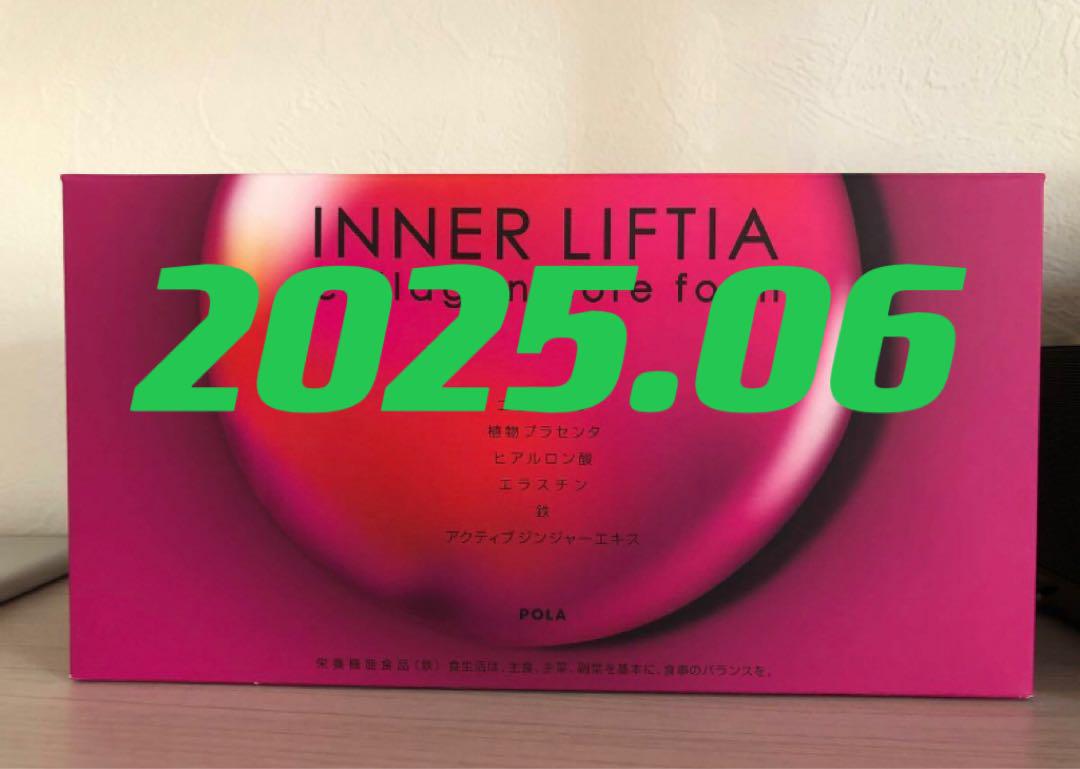 INNER LIFTIA
2025.06
植物プラセンタ
ヒアルロン酸
エラスチン
鉄
アクティブジンジャーエキス
POLA
栄養機能食品（鉄）食生活は、主食、主菜、副菜を基本に、食事のバランスを。